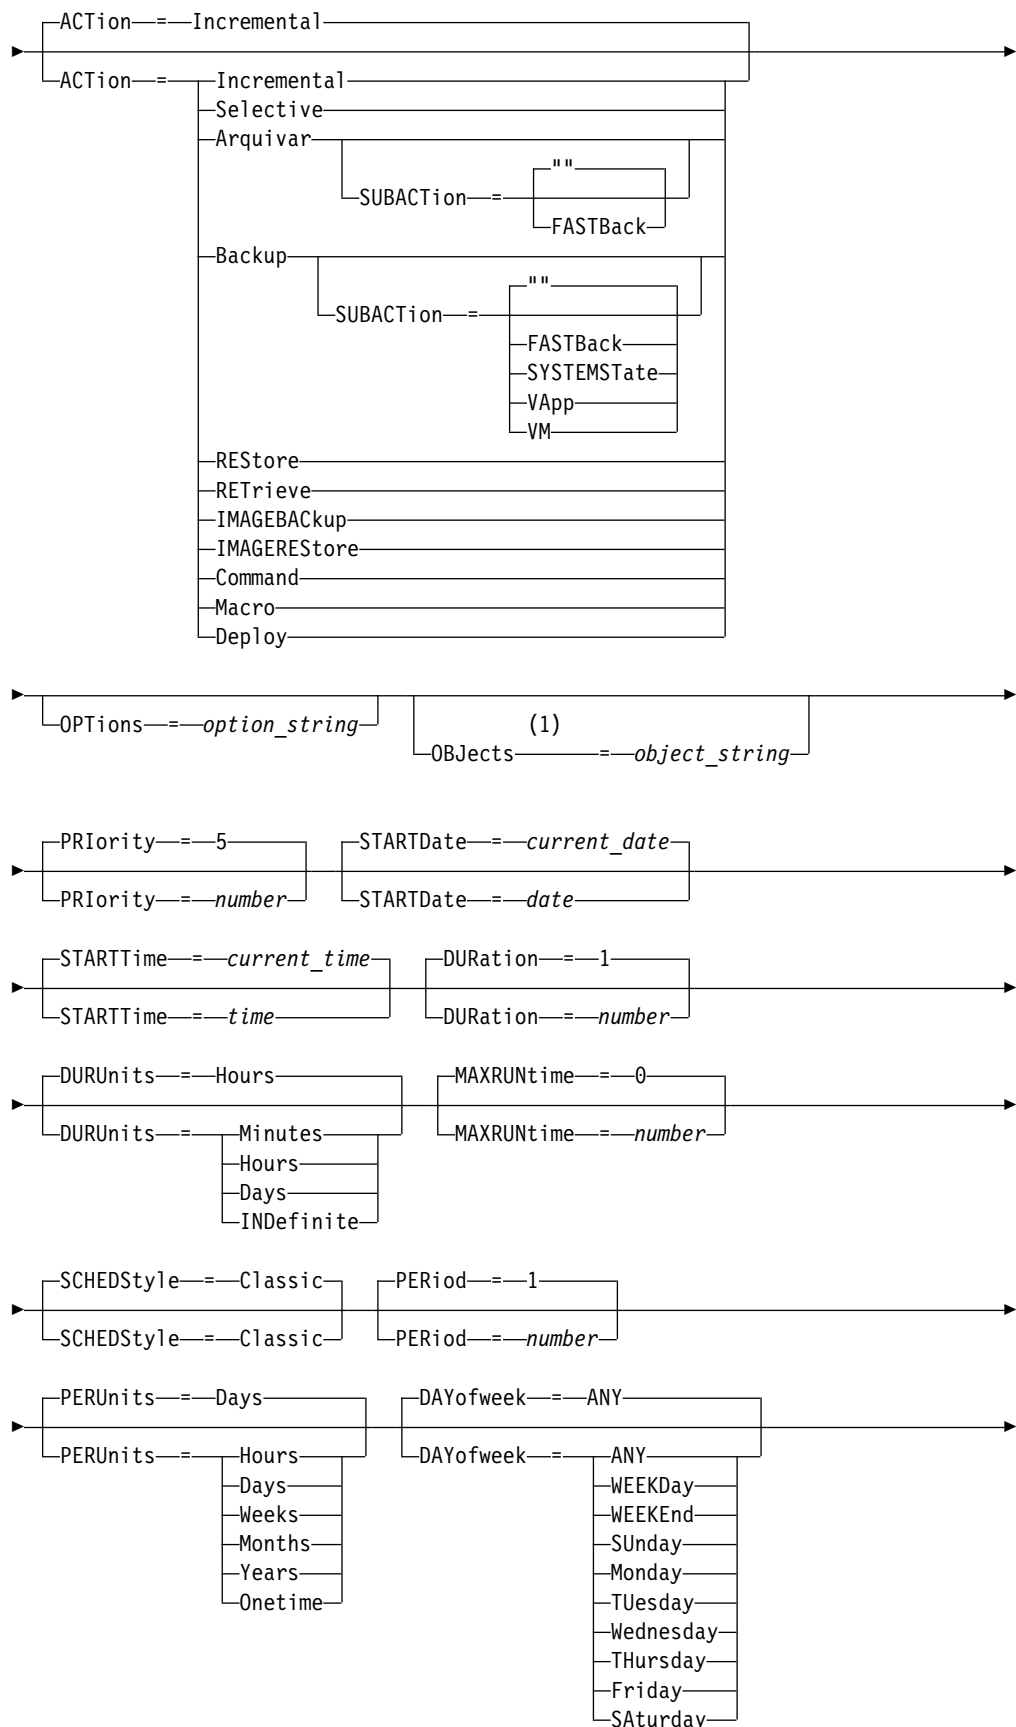 ACTion = Incremental
ACTion = Incremental
Selective
Arquivar
""
SUBACTion =
FASTBack
Backup
""
SUBACTion =
FASTBack
SYSTEMSTate
VApp
VM
REStore
RETrieve
IMAGEBACkup
IMAGEREStore
Command
Macro
Deploy
OPTions = option_string
(1)
OBJects = object_string
PRIority = 5 STARTDate = current_date
PRIority = number STARTDate = date
STARTTime = current_time DURation = 1
STARTTime = time DURation = number
DURUnits = Hours MAXRUNtime = 0
DURUnits = Minutes MAXRUNtime = number
Hours
Days
INDefinite
SCHEDStyle = Classic PERiod = 1
SCHEDStyle = Classic PERiod = number
PERUnits = Days DAYofweek = ANY
PERUnits = Hours DAYofweek = ANY
Days WEEKDay
Weeks WEEKEnd
Months SUnday
Years Monday
Onetime TUesday
Wednesday
THursday
Friday
SAturday